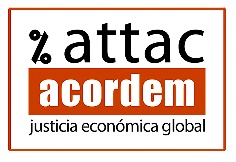 % attac
acordem
justicia económica global